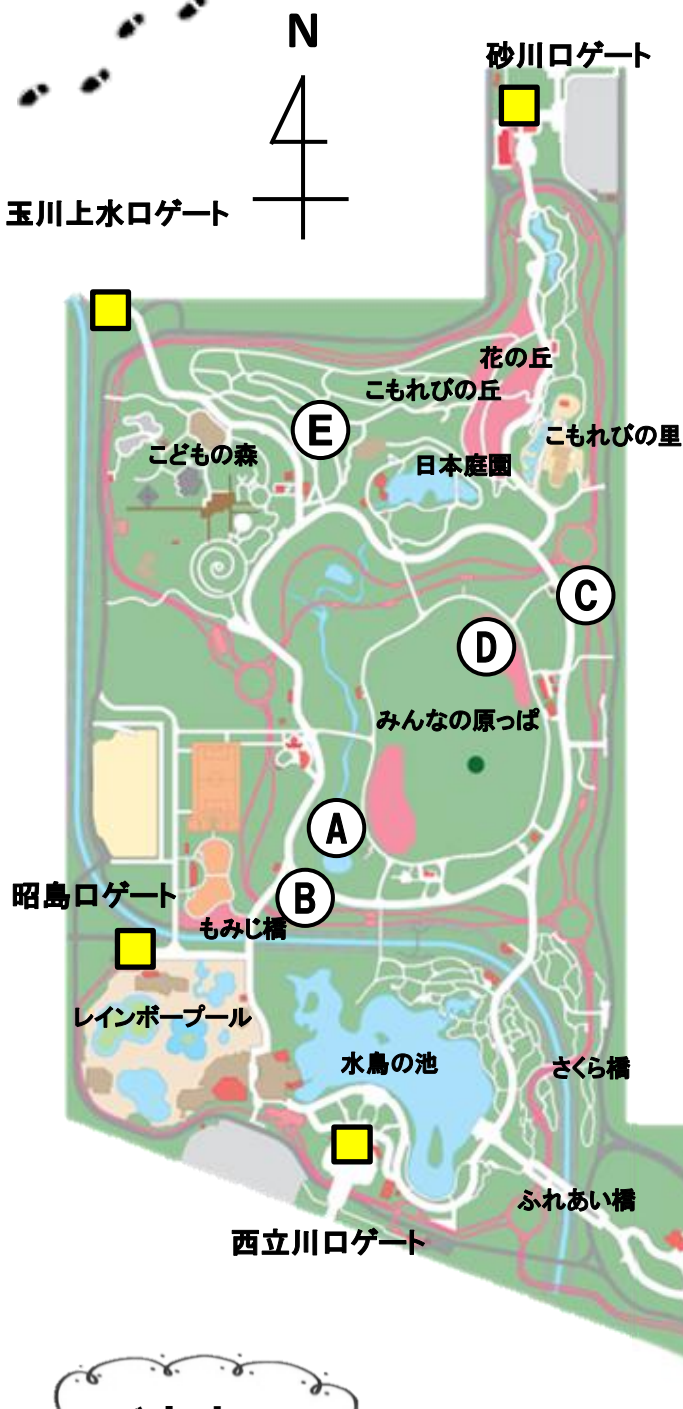 N
砂川口ゲート
玉川上水口ゲート
花の丘
こもれびの丘
E
こどもの森
こもれびの里
日本庭園
C
D
みんなの原っぱ
A
昭島口ゲート
B
もみじ橋
レインボープール
水鳥の池
さくら橋
ふれあい橋
西立川口ゲート